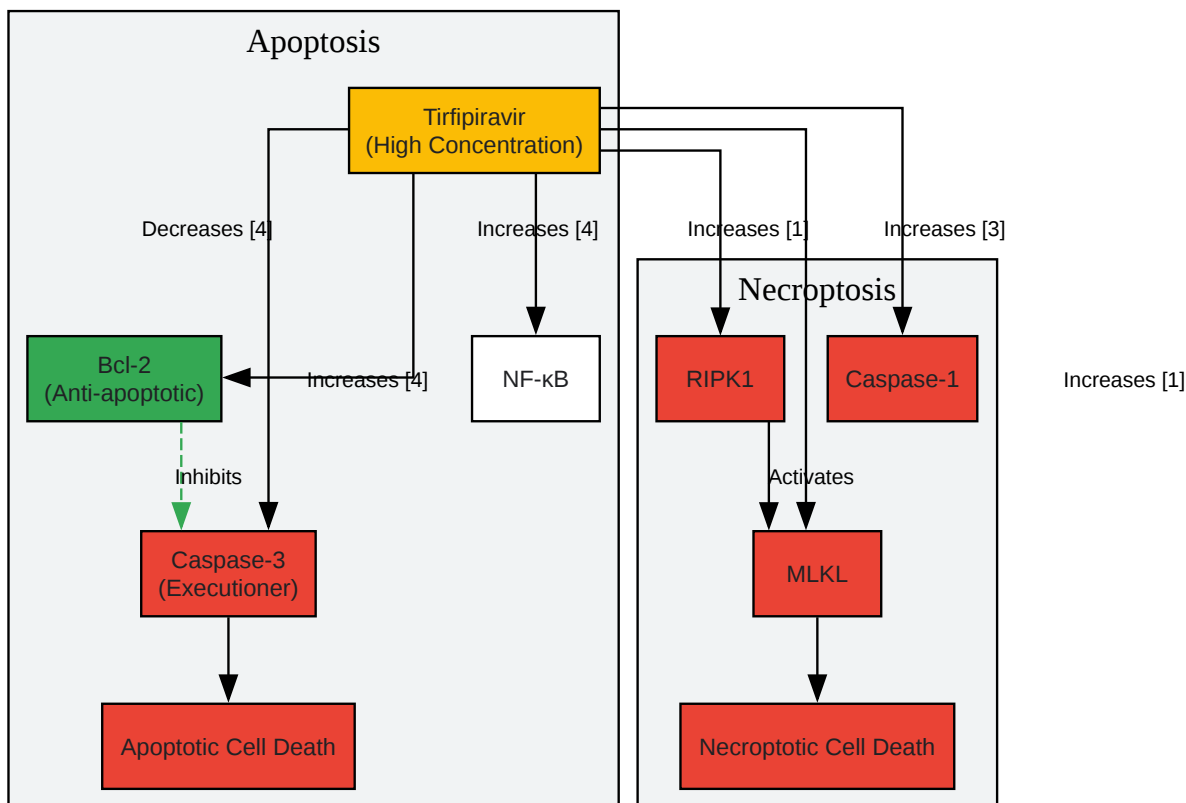 Apoptosis
Tirfipiravir
(High Concentration)
Decreases [4]
Increases [4]
Increases [1]
Increases [3]
Necroptosis
Bcl-2
(Anti-apoptotic)
Increases [4]
NF-κB
RIPK1
Caspase-1
Increases [1]
Inhibits
Activates
Caspase-3
(Executioner)
MLKL
Apoptotic Cell Death
Necroptotic Cell Death